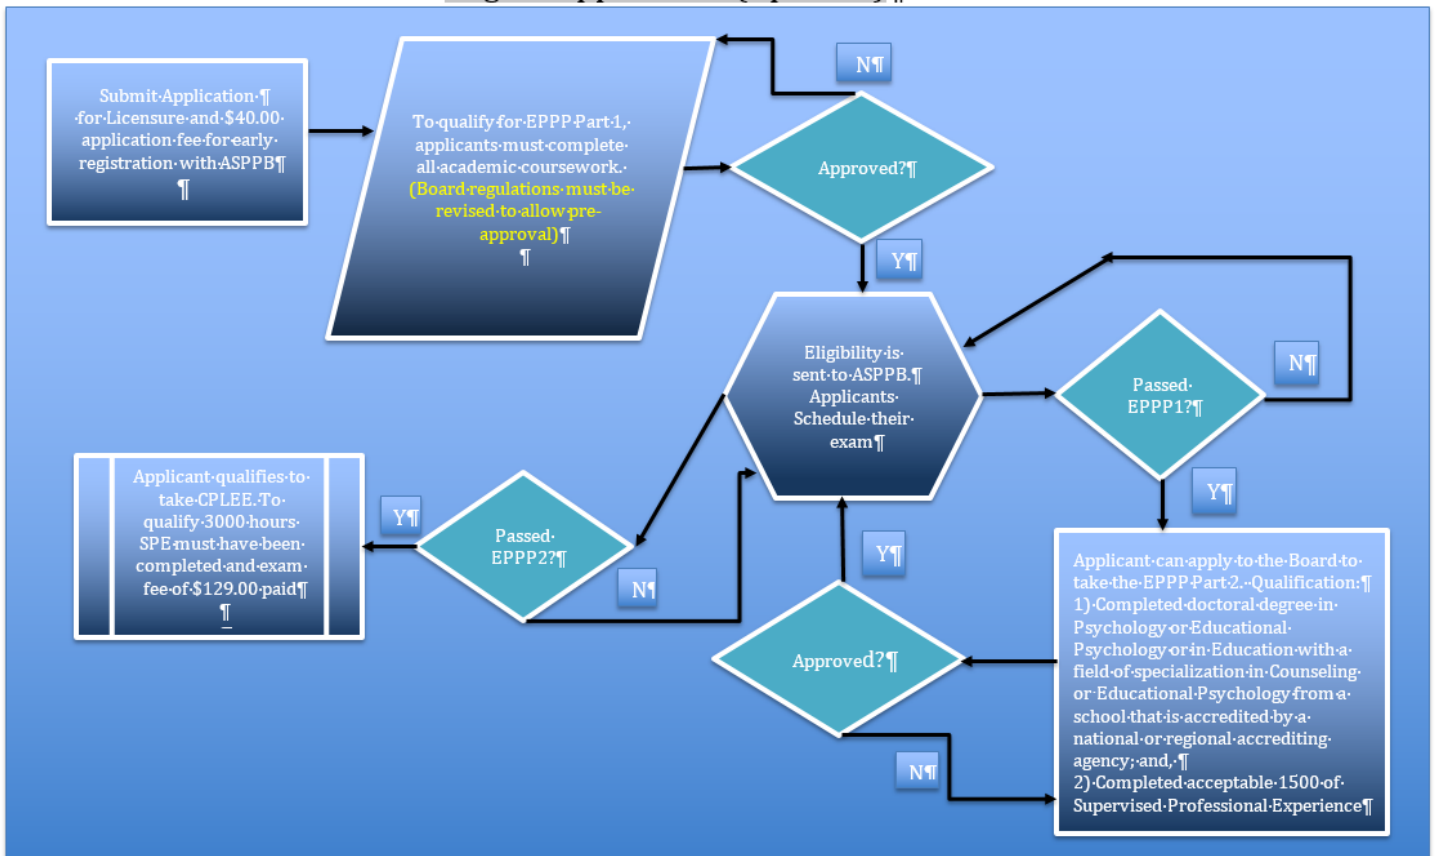 N¶
Submit Application ¶
for Licensure and $40.00
application fee for early
registration with ASPPB¶
¶
To qualify for EPPP Part 1,
applicants must complete
all academic coursework.
(Board regulations must be
revised to allow pre-
approval)¶
¶
Approved?¶
Y¶
Eligibility is
sent to ASPPB.¶
Applicants
Schedule their
exam¶
Passed
EPPP1?¶
N¶
Y¶
Applicant can apply to the Board to
take the EPPP Part 2. Qualification:¶
1) Completed doctoral degree in
Psychology or Educational
Psychology or in Education with a
field of specialization in Counseling
or Educational Psychology from a
school that is accredited by a
national or regional accrediting
agency; and, ¶
2) Completed acceptable 1500 of
Supervised Professional Experience¶
Approved?¶
Y¶
N¶
Passed
EPPP2?¶
N¶
Y¶
Applicant qualifies to
take CPLEE. To
qualify 3000 hours
SPE must have been
completed and exam
fee of $129.00 paid¶
¶